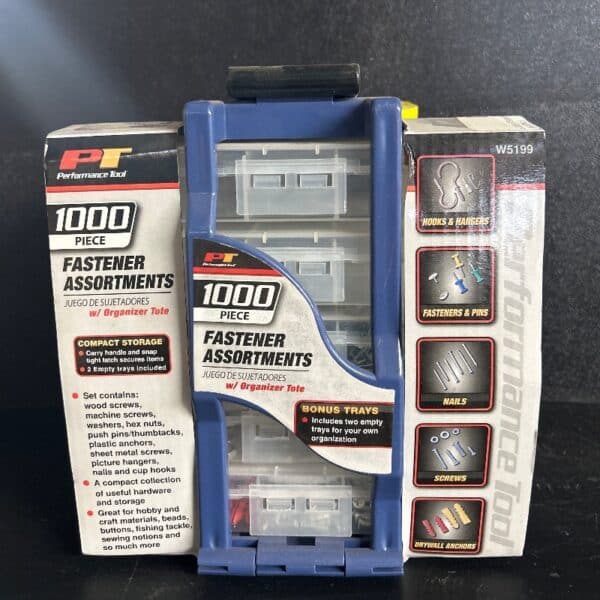 PT
Performance Tool
1000
PIECE
FASTENER
ASSORTMENTS
JUEGO DE SUJETADORES
w/ Organizer Tote
COMPACT STORAGE
• Carry handle and snap
tight latch secures items
• 2 Empty trays included
• Set contains:
wood screws,
machine screws,
washers, hex nuts,
push pins/thumbtacks,
plastic anchors,
sheet metal screws,
picture hangers,
nails and cup hooks
• A compact collection
of useful hardware
and storage
• Great for hobby and
craft materials, beads,
buttons, fishing tackle,
sewing notions and
so much more
PT
Performance Tool
1000
PIECE
FASTENER
ASSORTMENTS
JUEGO DE SUJETADORES
w/ Organizer Tote
BONUS TRAYS
• Includes two empty
trays for your own
organization
W5199
HOOKS & HANGERS
FASTENERS & PINS
NAILS
SCREWS
DRYWALL ANCHORS
Performance Tool